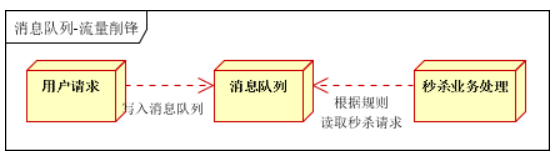 消息队列-流量削锋
用户请求
写入消息队列
消息队列
根据规则
读取秒杀请求
秒杀业务处理